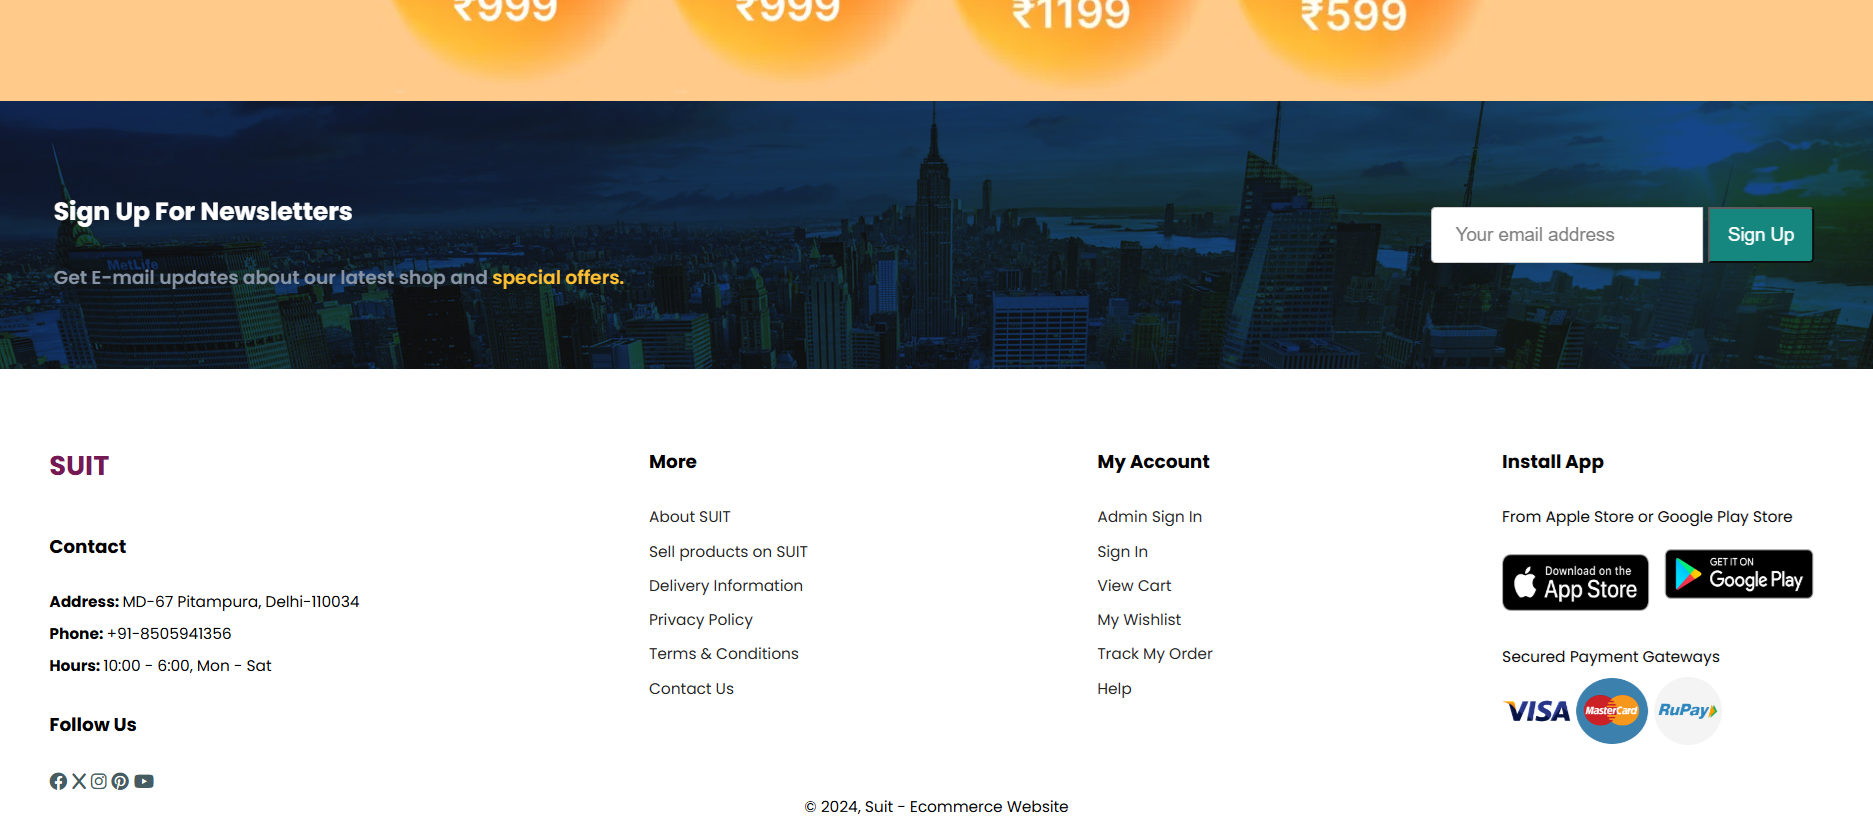 ₹999
₹999
₹1199
₹599
Sign Up For Newsletters
Get E-mail updates about our latest shop and special offers.
MetLife
Your email address
Sign Up
SUIT
Contact
Address: MD-67 Pitampura, Delhi-110034
Phone: +91-8505941356
Hours: 10:00 - 6:00, Mon - Sat
Follow Us
More
About SUIT
Sell products on SUIT
Delivery Information
Privacy Policy
Terms & Conditions
Contact Us
My Account
Admin Sign In
Sign In
View Cart
My Wishlist
Track My Order
Help
Install App
From Apple Store or Google Play Store
Download on the
App Store
GET IT ON
Google Play
Secured Payment Gateways
VISA
MasterCard
RuPay
© 2024, Suit - Ecommerce Website